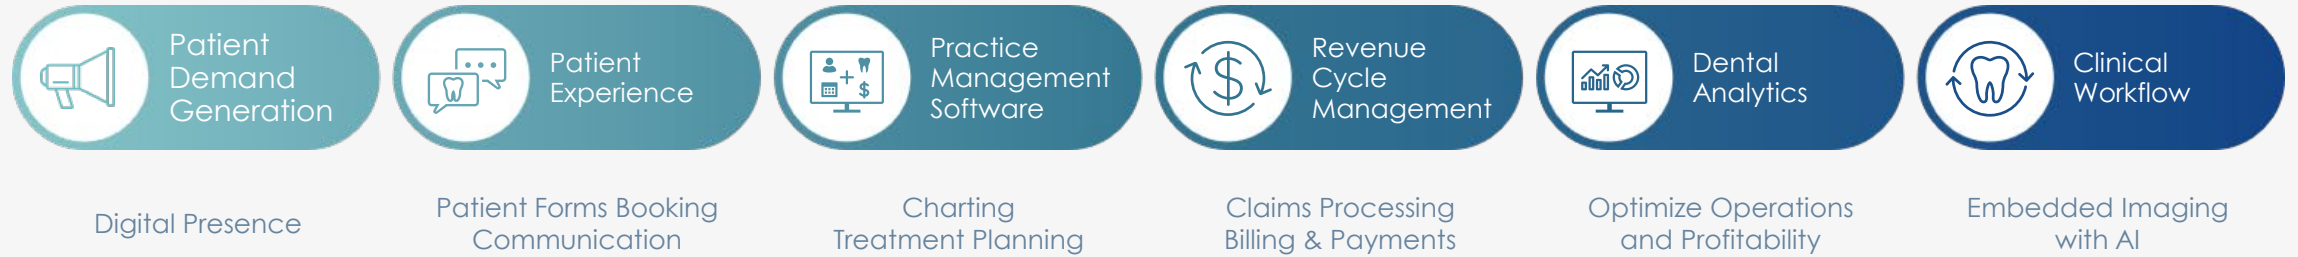 Patient
Demand
Generation
Patient
Experience
Practice
Management
Software
Revenue
Cycle
Management
Dental
Analytics
Clinical
Workflow
Digital Presence
Patient Forms Booking
Communication
Charting
Treatment Planning
Claims Processing
Billing & Payments
Optimize Operations
and Profitability
Embedded Imaging
with AI